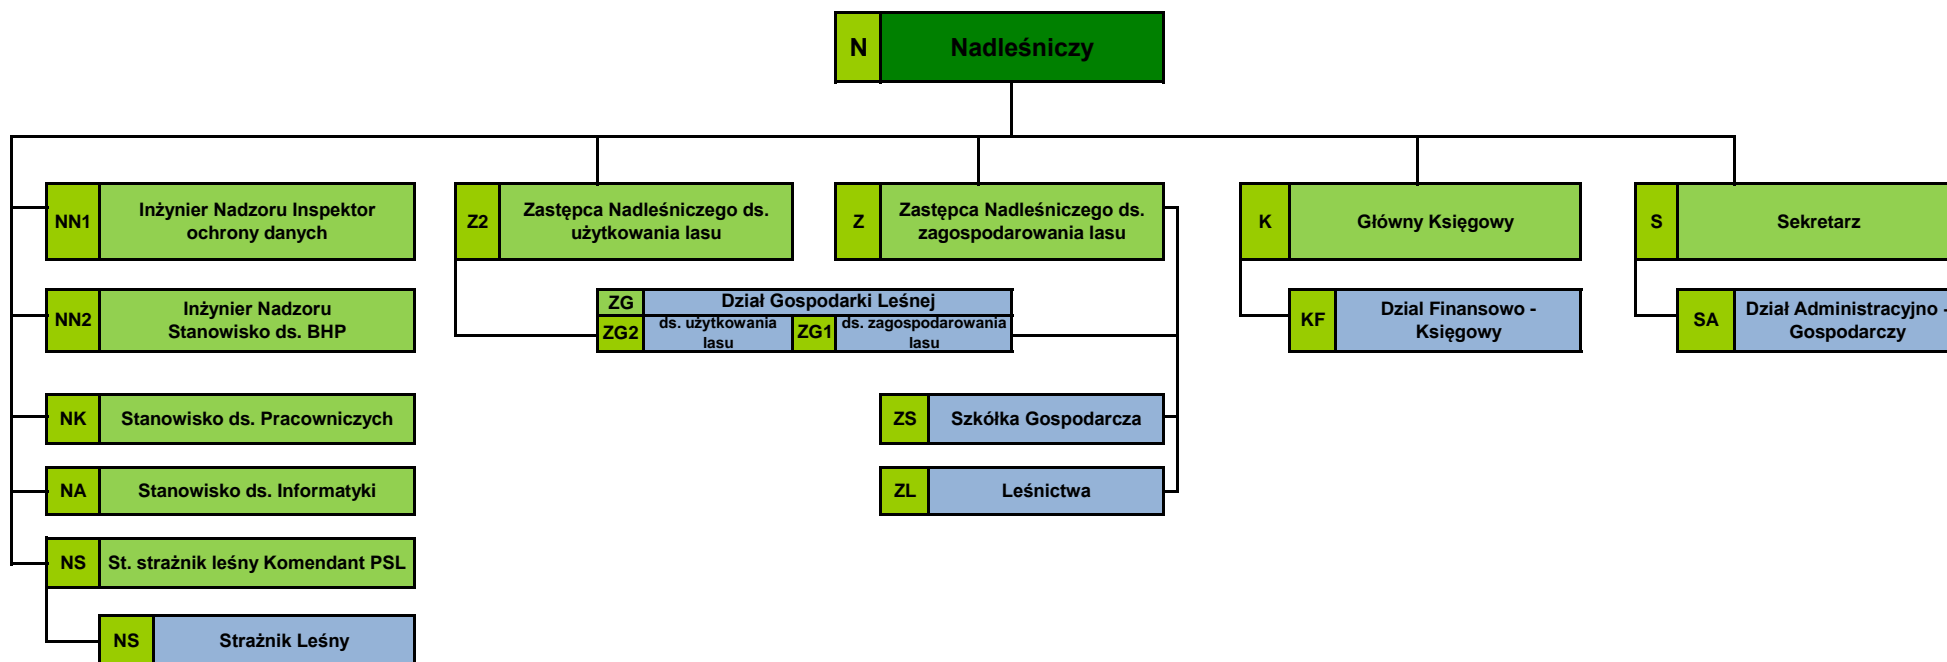 N Nadleśniczy
NN1 Inżynier Nadzoru Inspektor
ochrony danych
Z2 Zastępca Nadleśniczego ds.
użytkowania lasu
Z Zastępca Nadleśniczego ds.
zagospodarowania lasu
K Główny Księgowy
S Sekretarz
NN2 Inżynier Nadzoru
Stanowisko ds. BHP
ZG Dział Gospodarki Leśnej
ZG2 ds. użytkowania
lasu
ZG1 ds. zagospodarowania
lasu
KF Dzial Finansowo -
Księgowy
SA Dział Administracyjno -
Gospodarczy
NK Stanowisko ds. Pracowniczych
ZS Szkółka Gospodarcza
NA Stanowisko ds. Informatyki
ZL Leśnictwa
NS St. strażnik leśny Komendant PSL
NS Strażnik Leśny